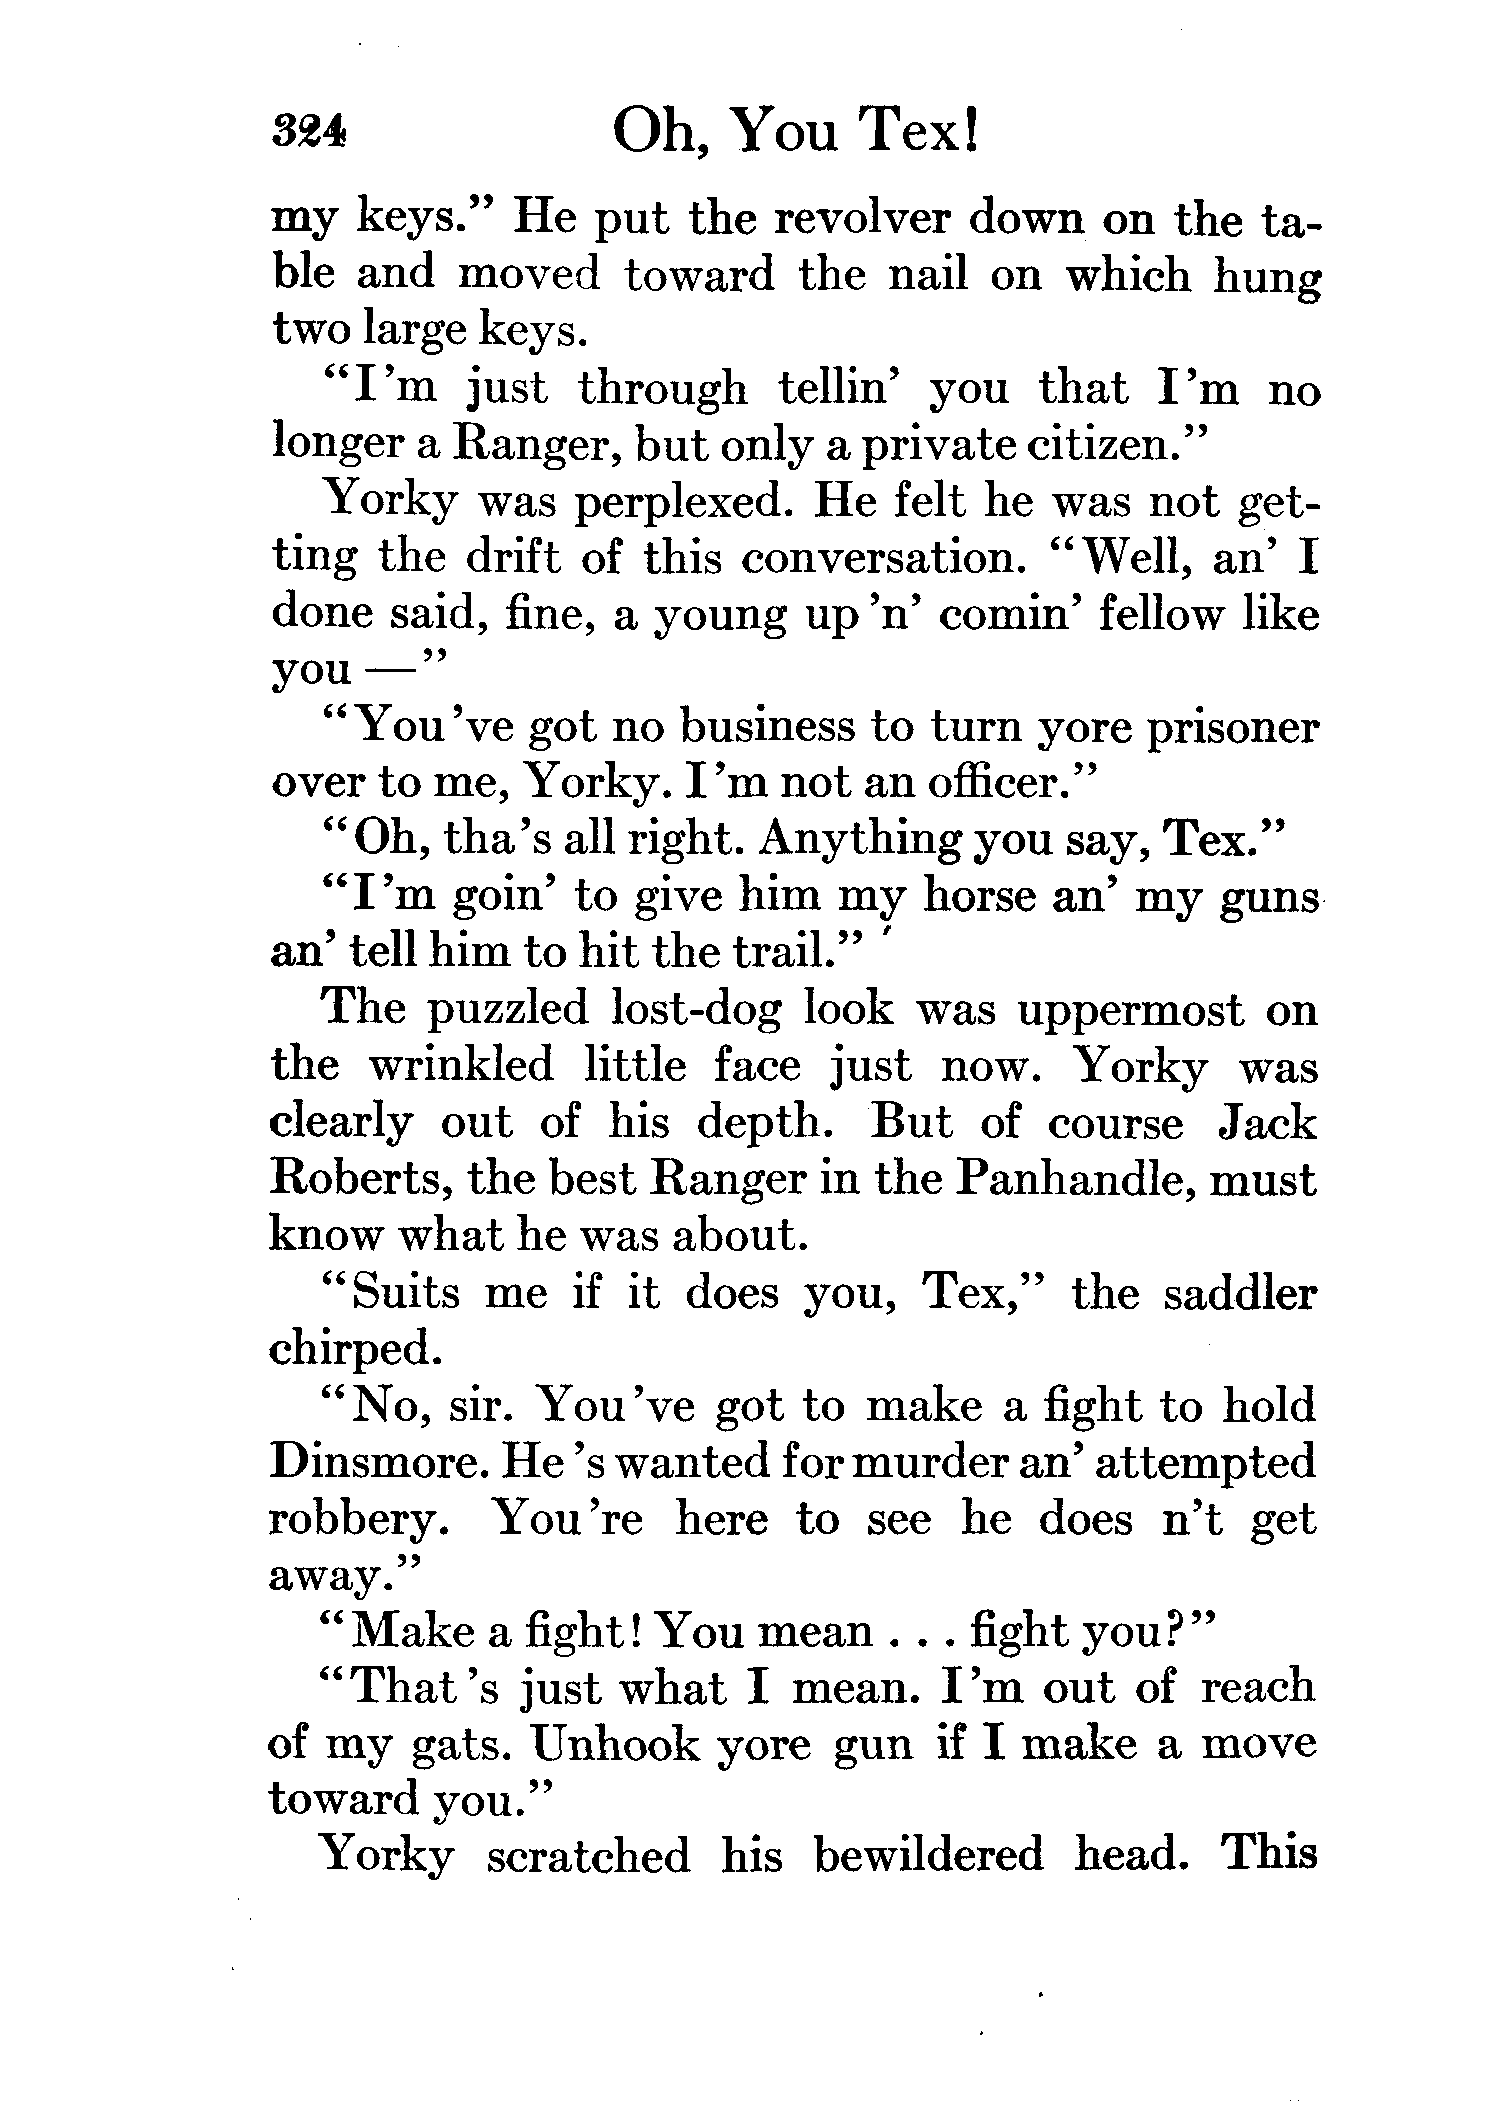 324 Oh, You Tex!
my keys.” He put the revolver down on the ta-
ble and moved toward the nail on which hung
two large keys.
“I’m just through tellin’ you that I’m no
longer a Ranger, but only a private citizen.”
Yorky was perplexed. He felt he was not get-
ting the drift of this conversation. “Well, an’ I
done said, fine, a young up ’n’ comin’ fellow like
you —”
“You’ve got no business to turn yore prisoner
over to me, Yorky. I’m not an officer.”
“Oh, tha’s all right. Anything you say, Tex.”
“I’m goin’ to give him my horse an’ my guns
an’ tell him to hit the trail.”
The puzzled lost-dog look was uppermost on
the wrinkled little face just now. Yorky was
clearly out of his depth. But of course Jack
Roberts, the best Ranger in the Panhandle, must
know what he was about.
“Suits me if it does you, Tex,” the saddler
chirped.
“No, sir. You’ve got to make a fight to hold
Dinsmore. He’s wanted for murder an’ attempted
robbery. You’re here to see he does n’t get
away.”
“Make a fight! You mean . . . fight you?”
“That’s just what I mean. I’m out of reach
of my gats. Unhook yore gun if I make a move
toward you.”
Yorky scratched his bewildered head. This